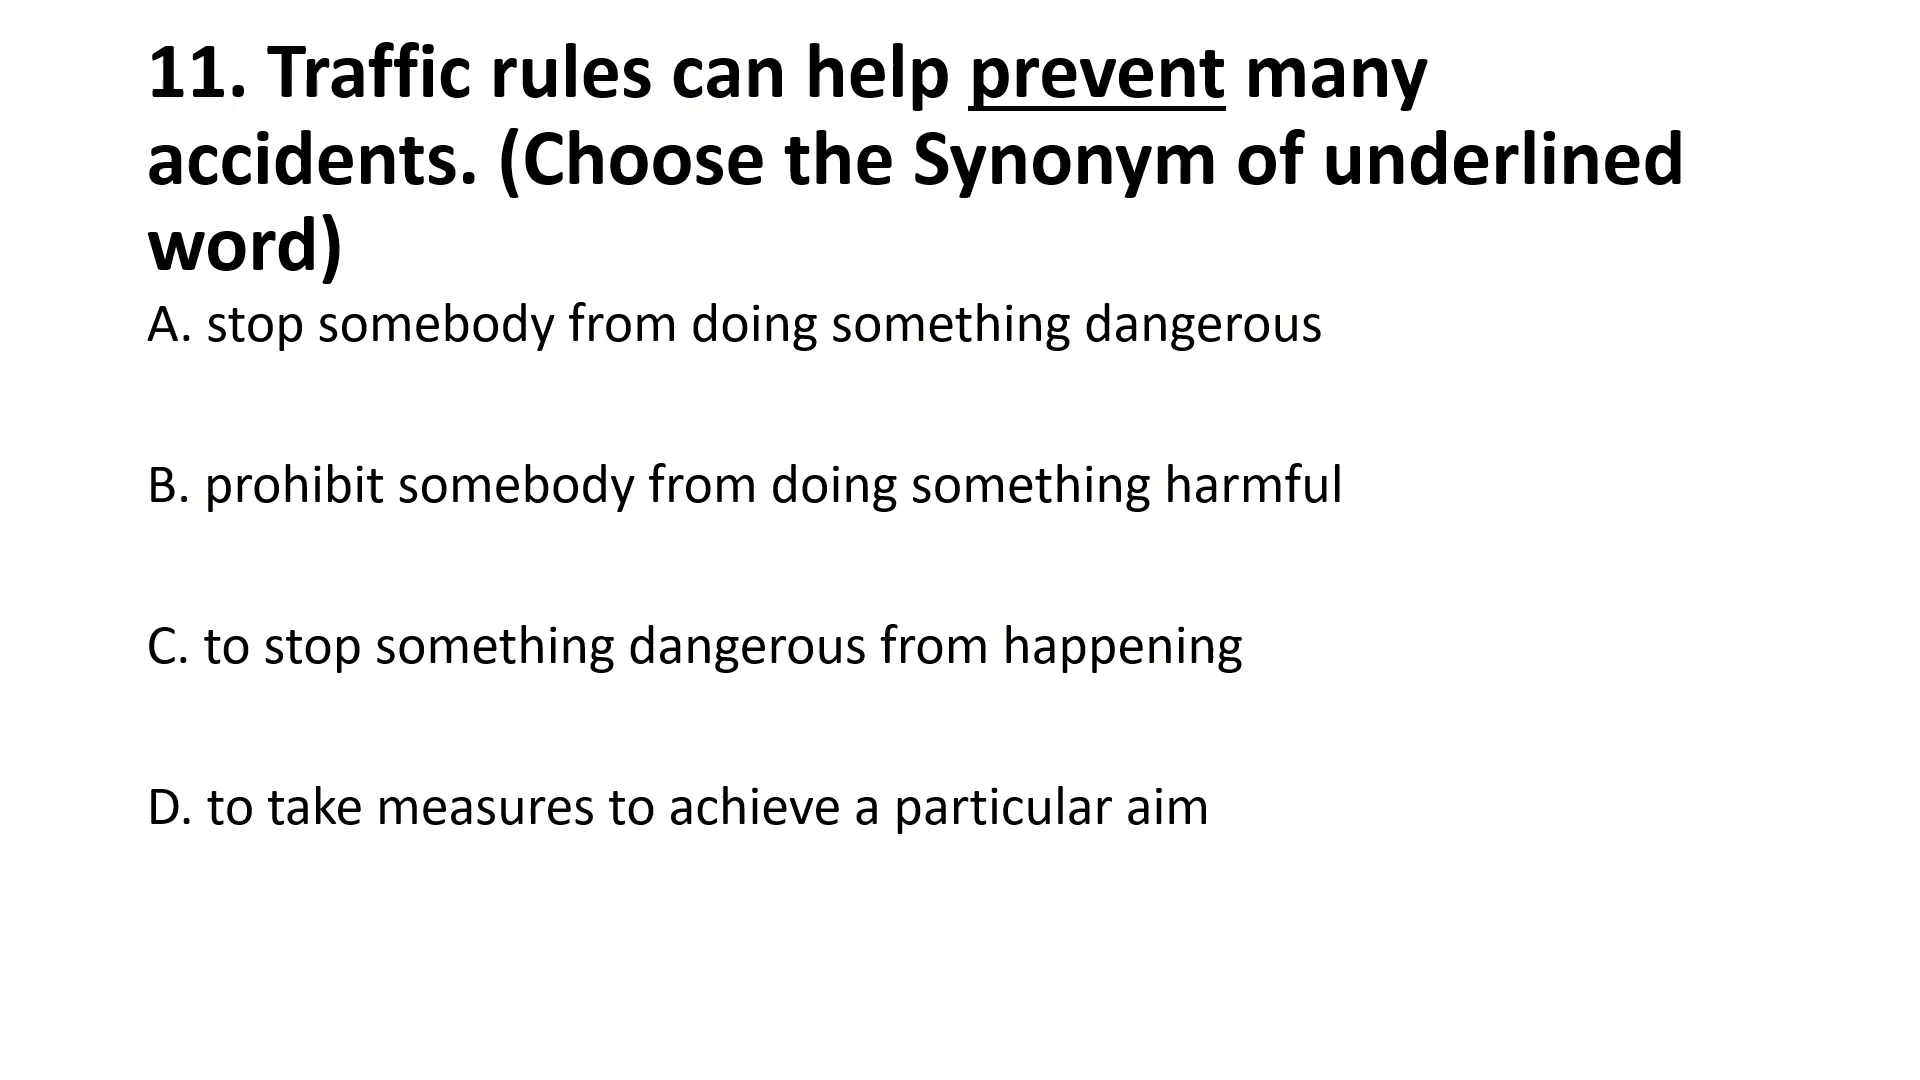 11. Traffic rules can help prevent many
accidents. (Choose the Synonym of underlined
word)
A. stop somebody from doing something dangerous
B. prohibit somebody from doing something harmful
C. to stop something dangerous from happening
D. to take measures to achieve a particular aim